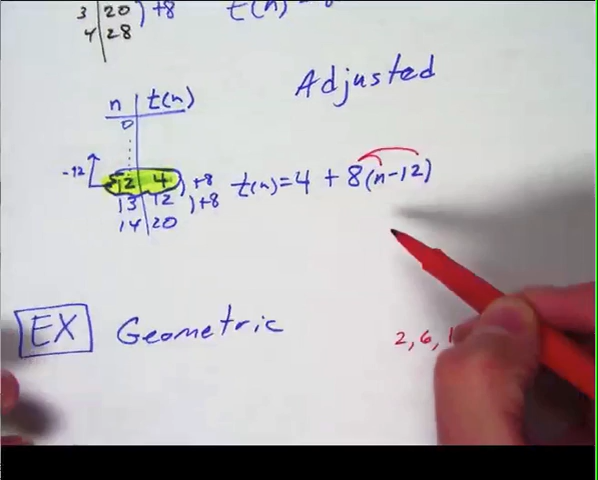 3 20 ) +8 t(n)
4 28
Adjusted
n t(n)
0
-12 12 4 ) +8 t(n) = 4 + 8(n-12)
13 12 ) +8
14 20
EX Geometric
2, 6, 1